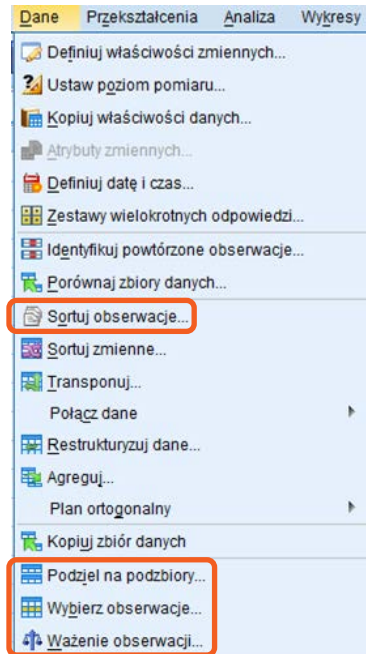 Dane Przekształcenia Analiza Wykresy
Definiuj właściwości zmiennych...
Ustaw poziom pomiaru...
Kopiuj właściwości danych...
Atrybuty zmiennych...
Definiuj datę i czas...
Zestawy wielokrotnych odpowiedzi...
Identyfikuj powtórzone obserwacje...
Porównaj zbiory danych...
Sortuj obserwacje...
Sortuj zmienne...
Transponuj...
Połącz dane
Restrukturyzuj dane...
Agreguj...
Plan ortogonalny
Kopiuj zbiór danych
Podziel na podzbiory...
Wybierz obserwacje...
Ważenie obserwacji...